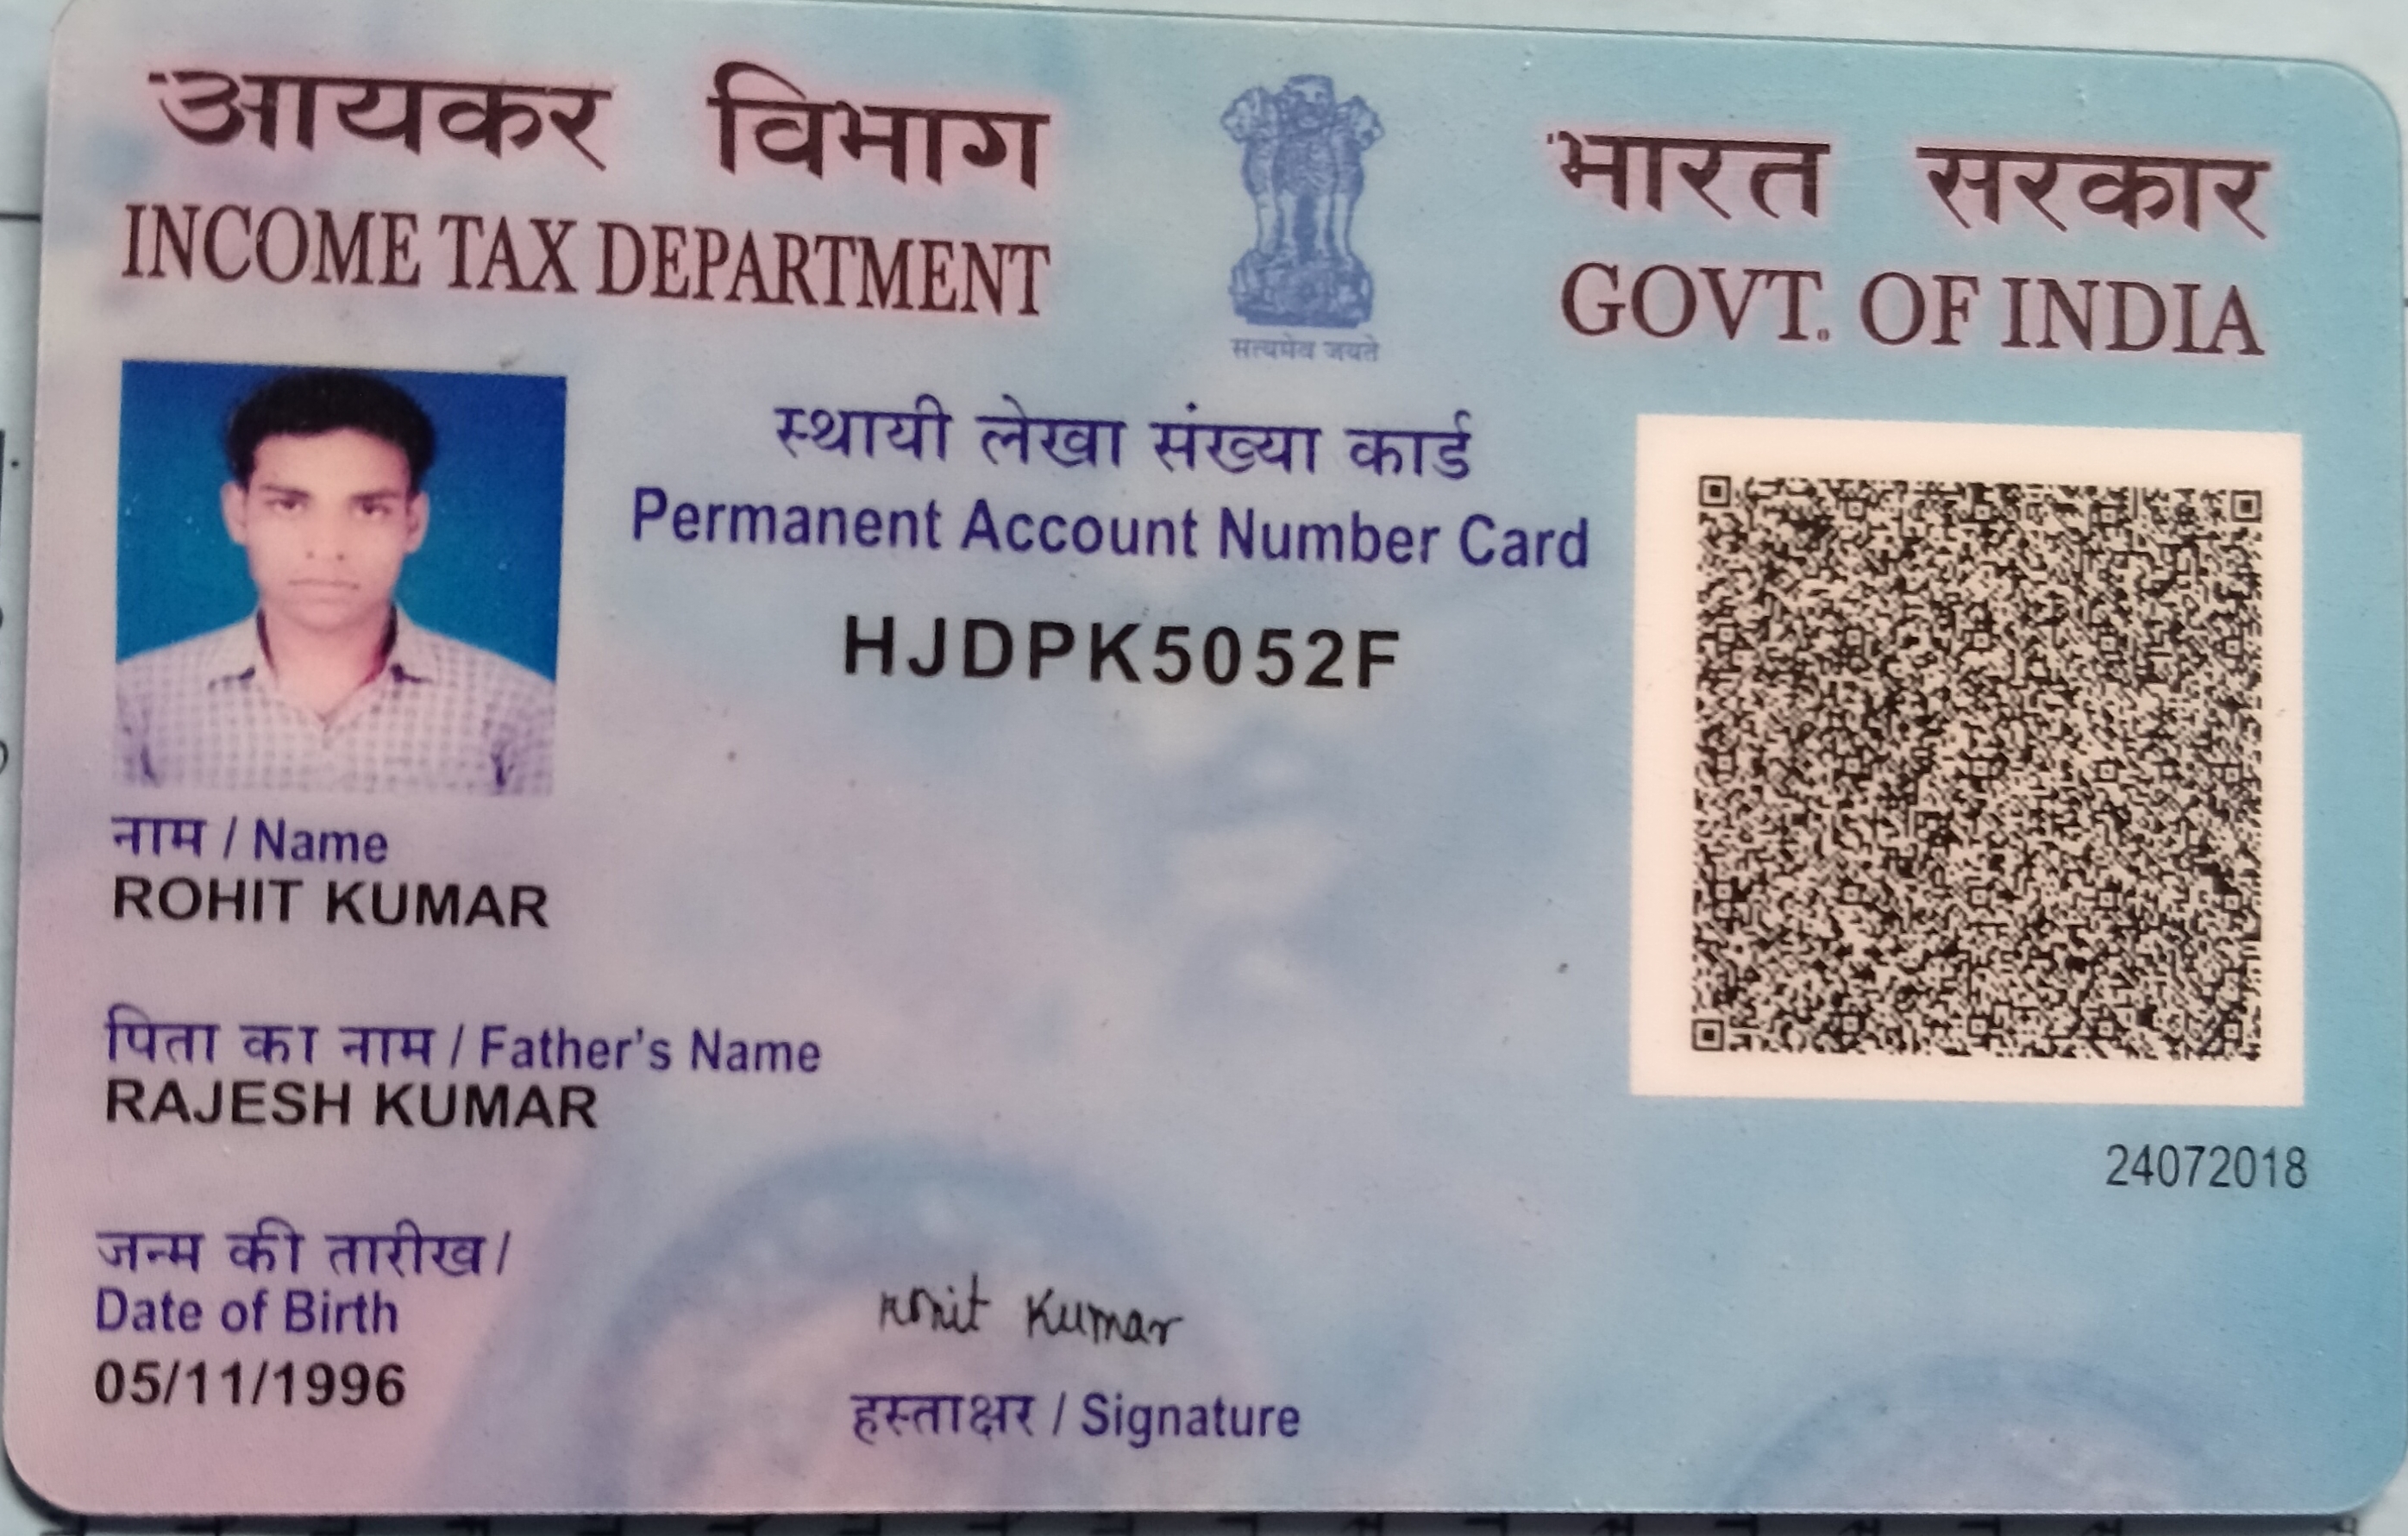 आयकर विभाग
INCOME TAX DEPARTMENT
सत्यमेव जयते
भारत सरकार
GOVT. OF INDIA
स्थायी लेखा संख्या कार्ड
Permanent Account Number Card
HJDPK5052F
नाम / Name
ROHIT KUMAR
पिता का नाम / Father's Name
RAJESH KUMAR
24072018
जन्म की तारीख /
Date of Birth
05/11/1996
Rohit Kumar
हस्ताक्षर / Signature